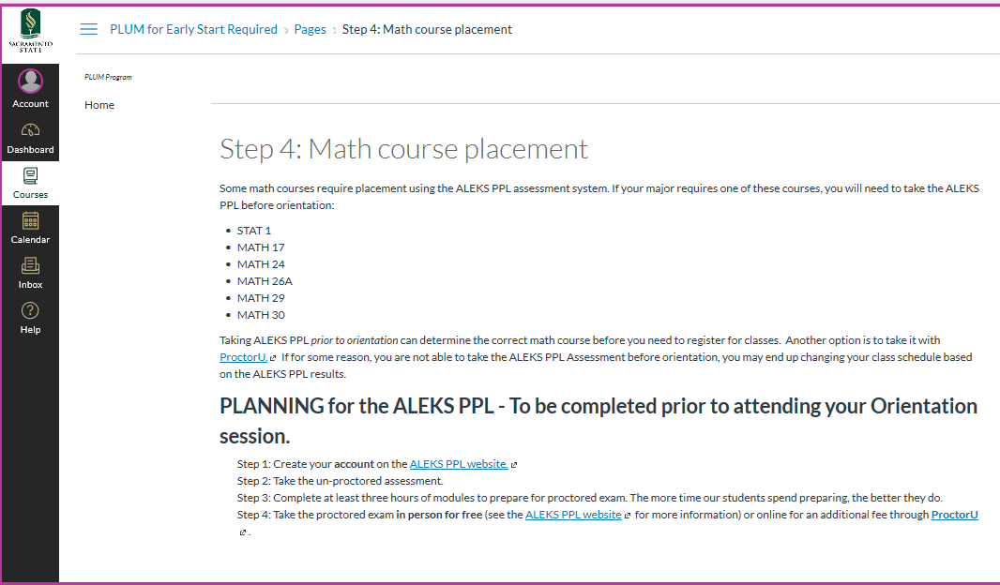 SACRAMENTO
STATE
PLUM for Early Start Required › Pages › Step 4: Math course placement
Account
Dashboard
Courses
Calendar
Inbox
Help
PLUM Program
Home
Step 4: Math course placement
Some math courses require placement using the ALEKS PPL assessment system. If your major requires one of these courses, you will need to take the ALEKS
PPL before orientation:
• STAT 1
• MATH 17
• MATH 24
• MATH 26A
• MATH 29
• MATH 30
Taking ALEKS PPL prior to orientation can determine the correct math course before you need to register for classes. Another option is to take it with
ProctorU. If for some reason, you are not able to take the ALEKS PPL Assessment before orientation, you may end up changing your class schedule based
on the ALEKS PPL results.
PLANNING for the ALEKS PPL - To be completed prior to attending your Orientation
session.
Step 1: Create your account on the ALEKS PPL website.
Step 2: Take the un-proctored assessment.
Step 3: Complete at least three hours of modules to prepare for proctored exam. The more time our students spend preparing, the better they do.
Step 4: Take the proctored exam in person for free (see the ALEKS PPL website for more information) or online for an additional fee through ProctorU
.